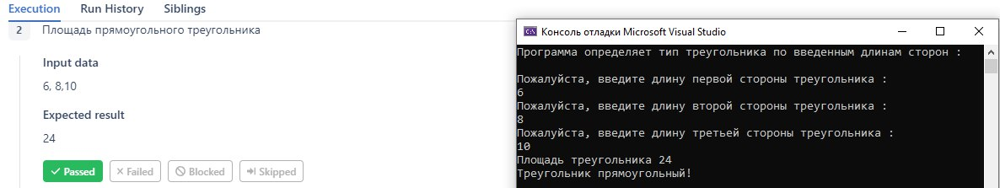 Execution Run History Siblings
2 Площадь прямоугольного треугольника
Input data
6, 8,10
Expected result
24
Passed Failed Blocked Skipped
C:\ Консоль отладки Microsoft Visual Studio
Программа определяет тип треугольника по введенным длинам сторон :
Пожалуйста, введите длину первой стороны треугольника :
6
Пожалуйста, введите длину второй стороны треугольника :
8
Пожалуйста, введите длину третьей стороны треугольника :
10
Площадь треугольника 24
Треугольник прямоугольный!